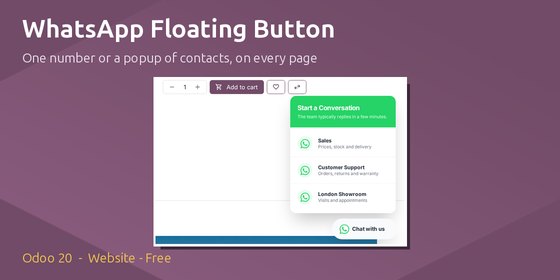 WhatsApp Floating Button
One number or a popup of contacts, on every page
− 1 + Add to cart
Start a Conversation
The team typically replies in a few minutes.
Sales
Prices, stock and delivery
Customer Support
Orders, returns and warranty
London Showroom
Visits and appointments
Chat with us
Odoo 20 - Website - Free